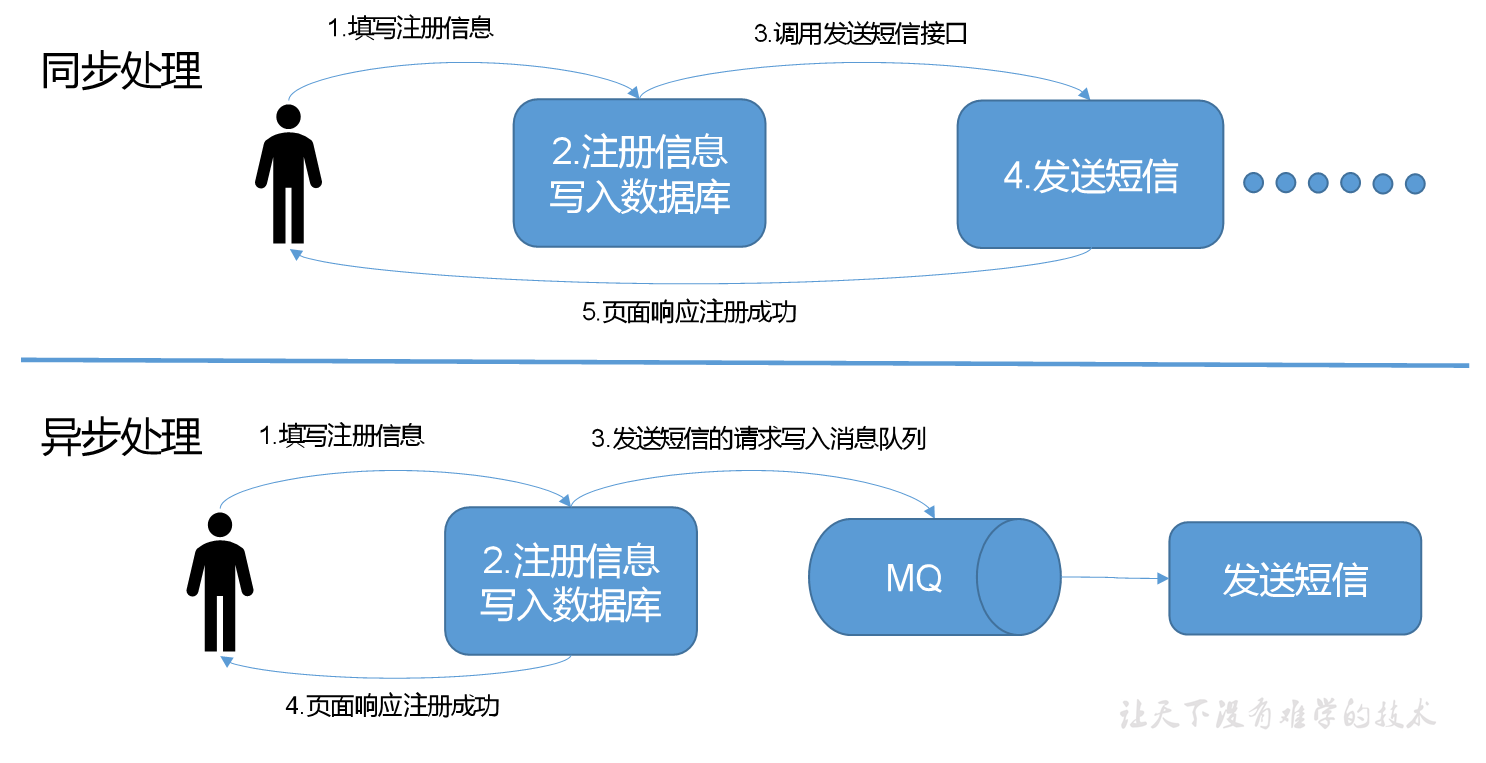 同步处理
1.填写注册信息
3.调用发送短信接口
2.注册信息
写入数据库
4.发送短信
5.页面响应注册成功
异步处理
1.填写注册信息
3.发送短信的请求写入消息队列
2.注册信息
写入数据库
MQ
发送短信
4.页面响应注册成功
让天下没有难学的技术